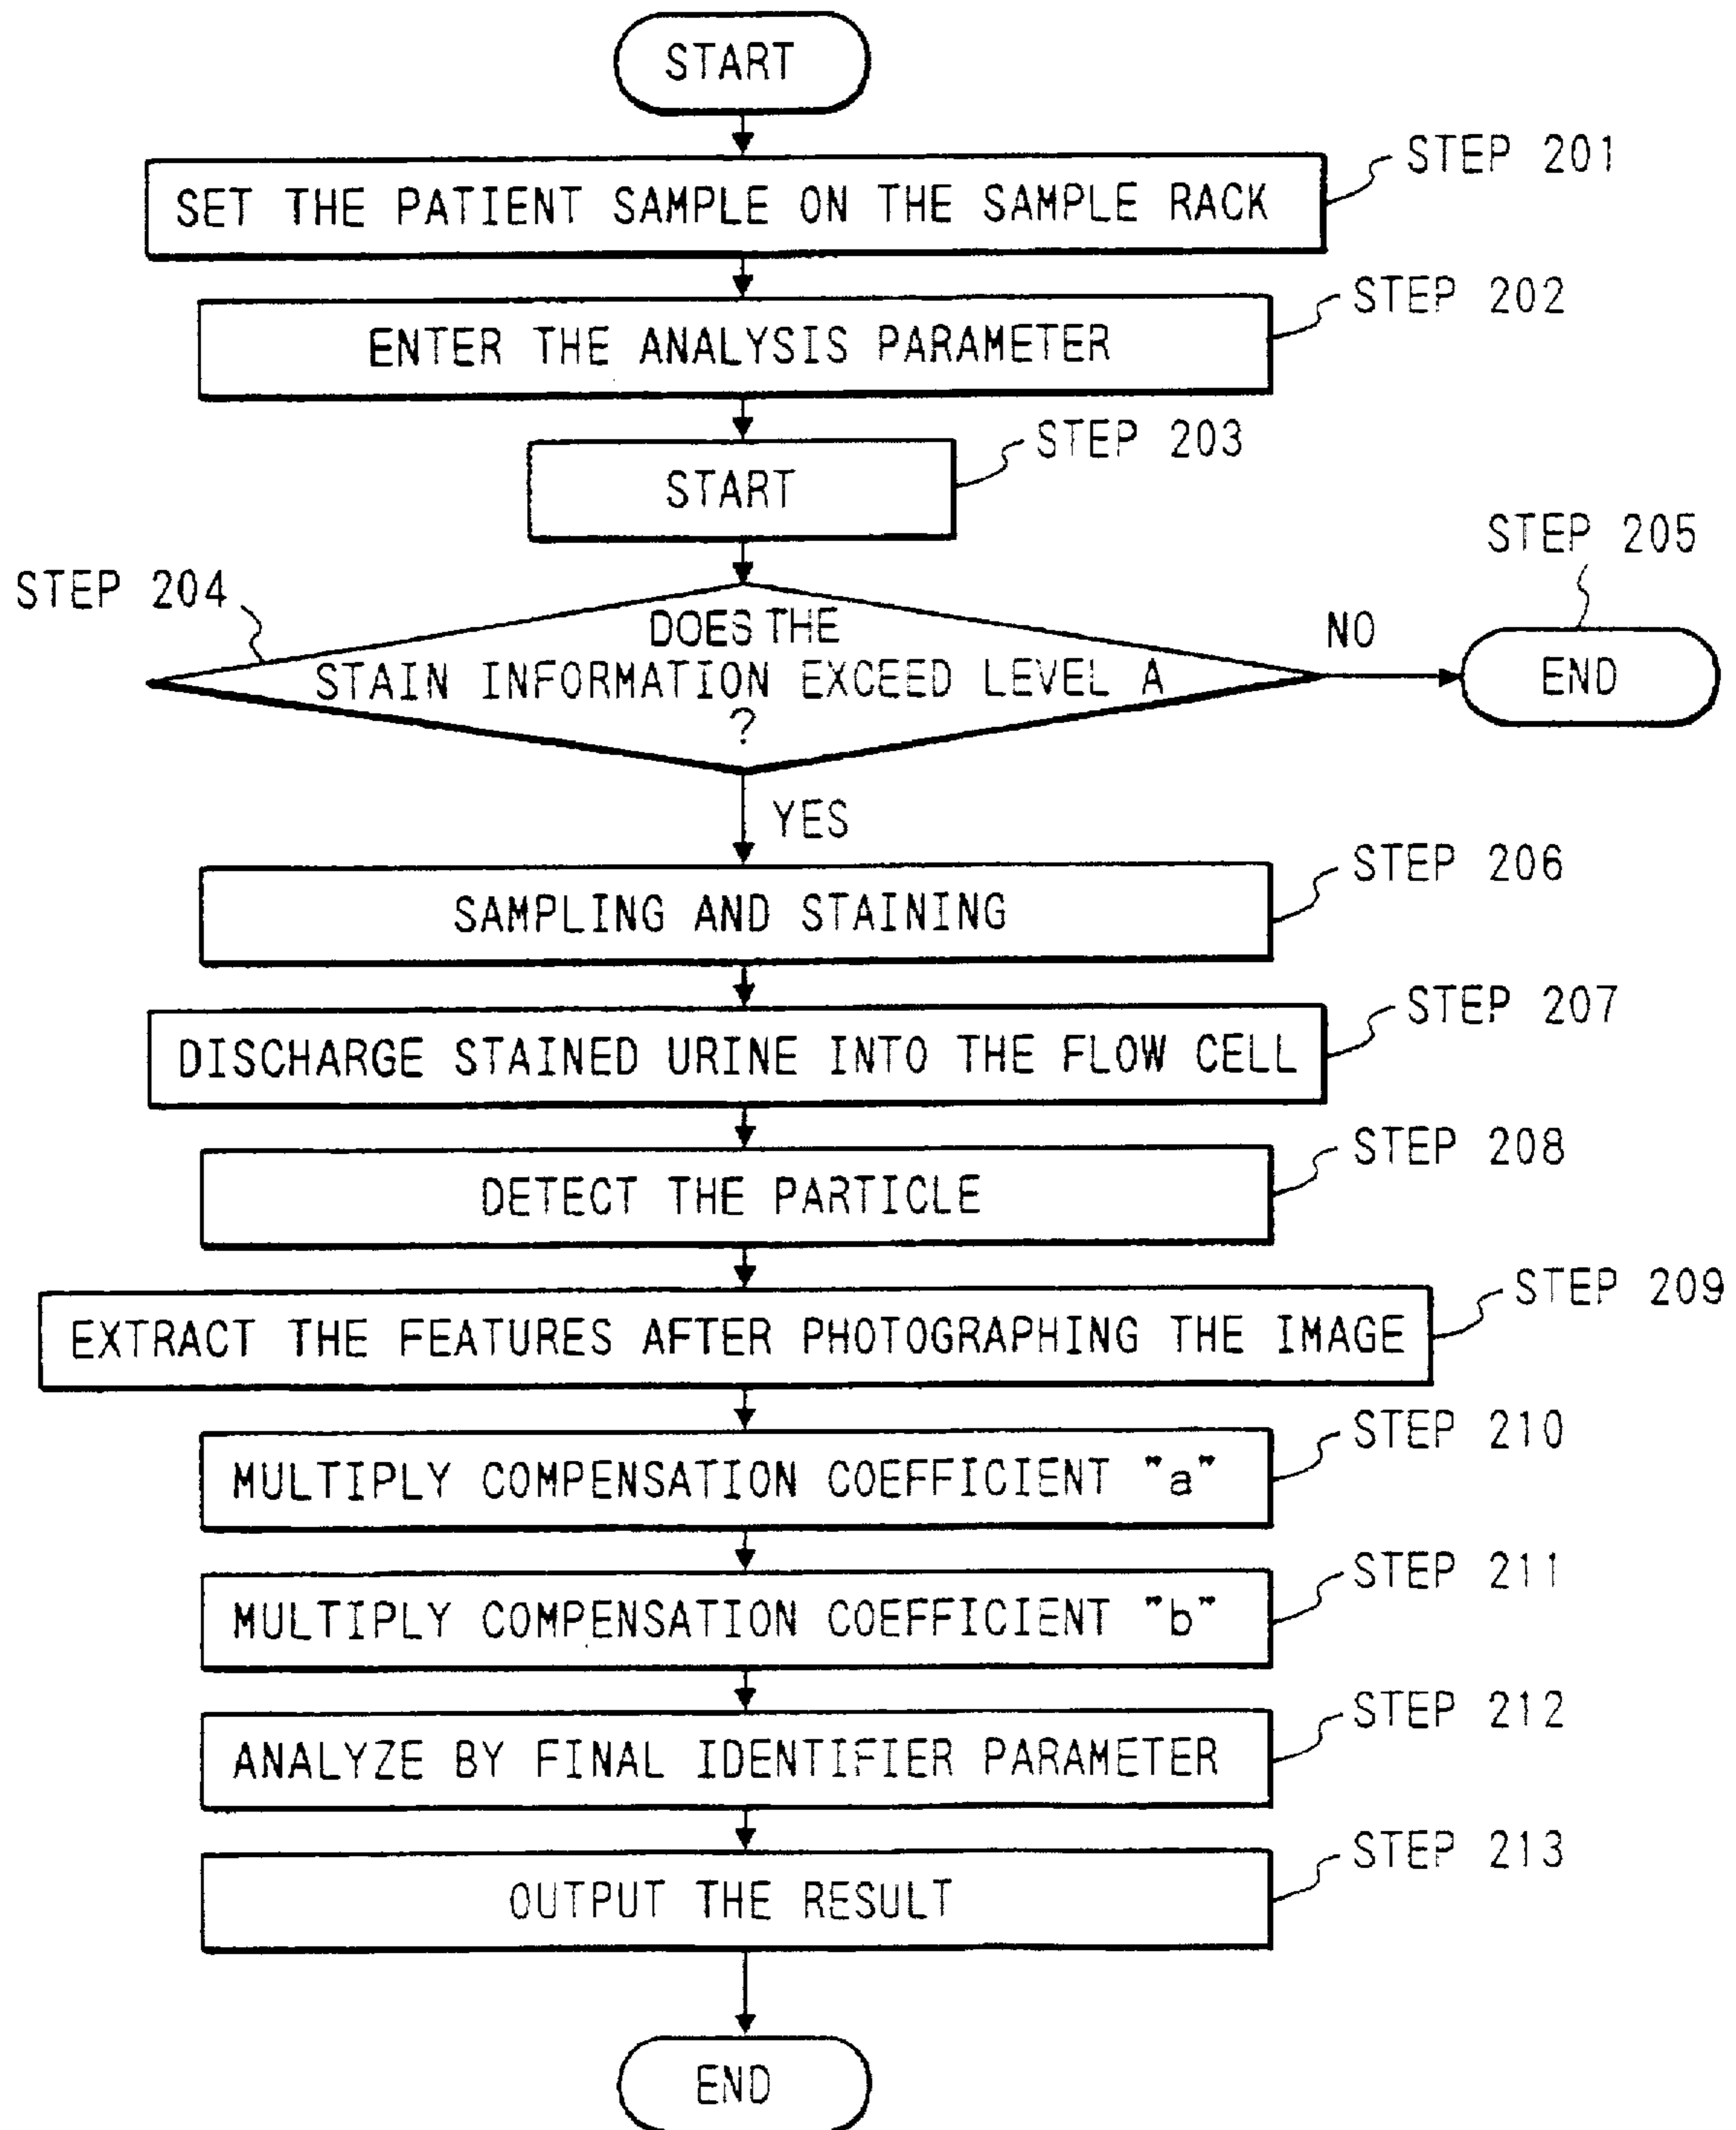 START
STEP 201
SET THE PATIENT SAMPLE ON THE SAMPLE RACK
STEP 202
ENTER THE ANALYSIS PARAMETER
STEP 203
START
STEP 204
DOES THE
STAIN INFORMATION EXCEED LEVEL A
?
NO
STEP 205
END
YES
STEP 206
SAMPLING AND STAINING
STEP 207
DISCHARGE STAINED URINE INTO THE FLOW CELL
STEP 208
DETECT THE PARTICLE
STEP 209
EXTRACT THE FEATURES AFTER PHOTOGRAPHING THE IMAGE
STEP 210
MULTIPLY COMPENSATION COEFFICIENT "a"
STEP 211
MULTIPLY COMPENSATION COEFFICIENT "b"
STEP 212
ANALYZE BY FINAL IDENTIFIER PARAMETER
STEP 213
OUTPUT THE RESULT
END